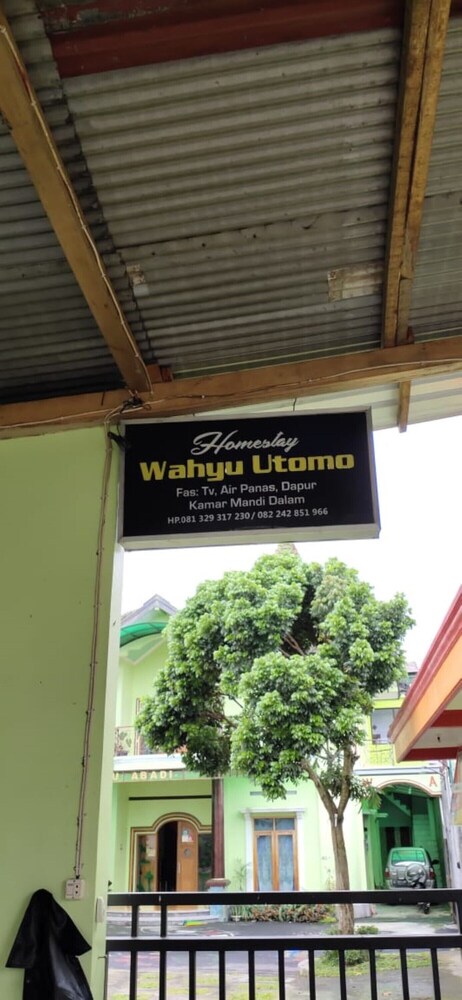 Homestay
Wahyu Utomo
Fas: Tv, Air Panas, Dapur
Kamar Mandi Dalam
HP.081 329 317 230 / 082 242 851 966
ABADI
H A